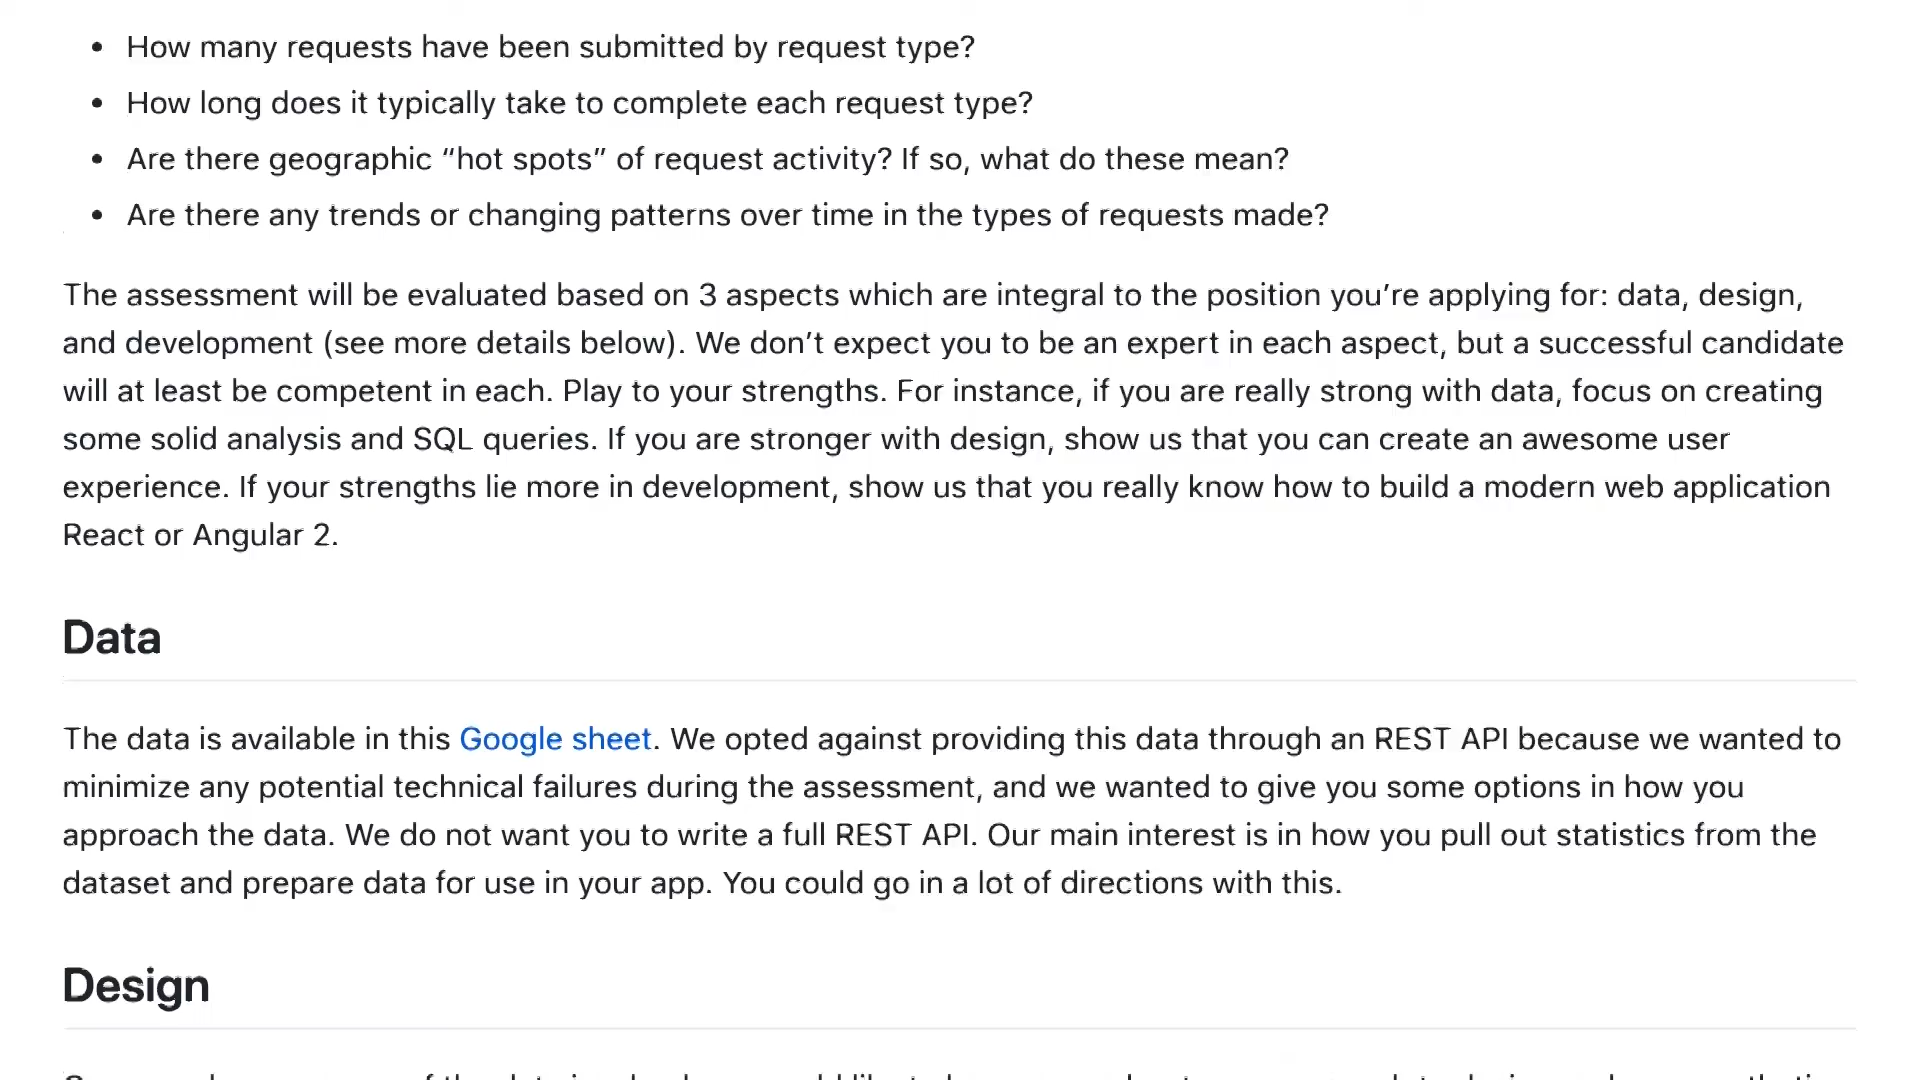 • How many requests have been submitted by request type?
• How long does it typically take to complete each request type?
• Are there geographic “hot spots” of request activity? If so, what do these mean?
• Are there any trends or changing patterns over time in the types of requests made?
The assessment will be evaluated based on 3 aspects which are integral to the position you’re applying for: data, design,
and development (see more details below). We don’t expect you to be an expert in each aspect, but a successful candidate
will at least be competent in each. Play to your strengths. For instance, if you are really strong with data, focus on creating
some solid analysis and SQL queries. If you are stronger with design, show us that you can create an awesome user
experience. If your strengths lie more in development, show us that you really know how to build a modern web application
React or Angular 2.
Data
The data is available in this Google sheet. We opted against providing this data through an REST API because we wanted to
minimize any potential technical failures during the assessment, and we wanted to give you some options in how you
approach the data. We do not want you to write a full REST API. Our main interest is in how you pull out statistics from the
dataset and prepare data for use in your app. You could go in a lot of directions with this.
Design